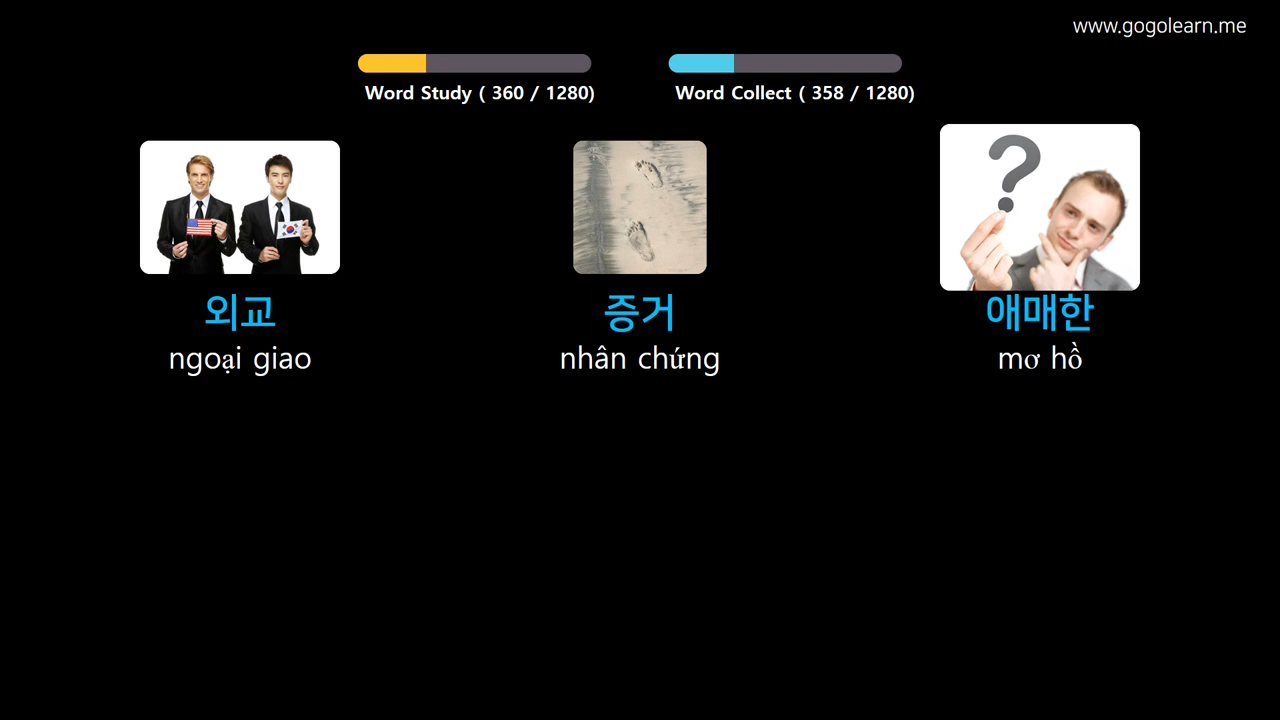 www.gogolearn.me
Word Study ( 360 / 1280)
Word Collect ( 358 / 1280)
외교
ngoại giao
증거
nhân chứng
애매한
mơ hồ